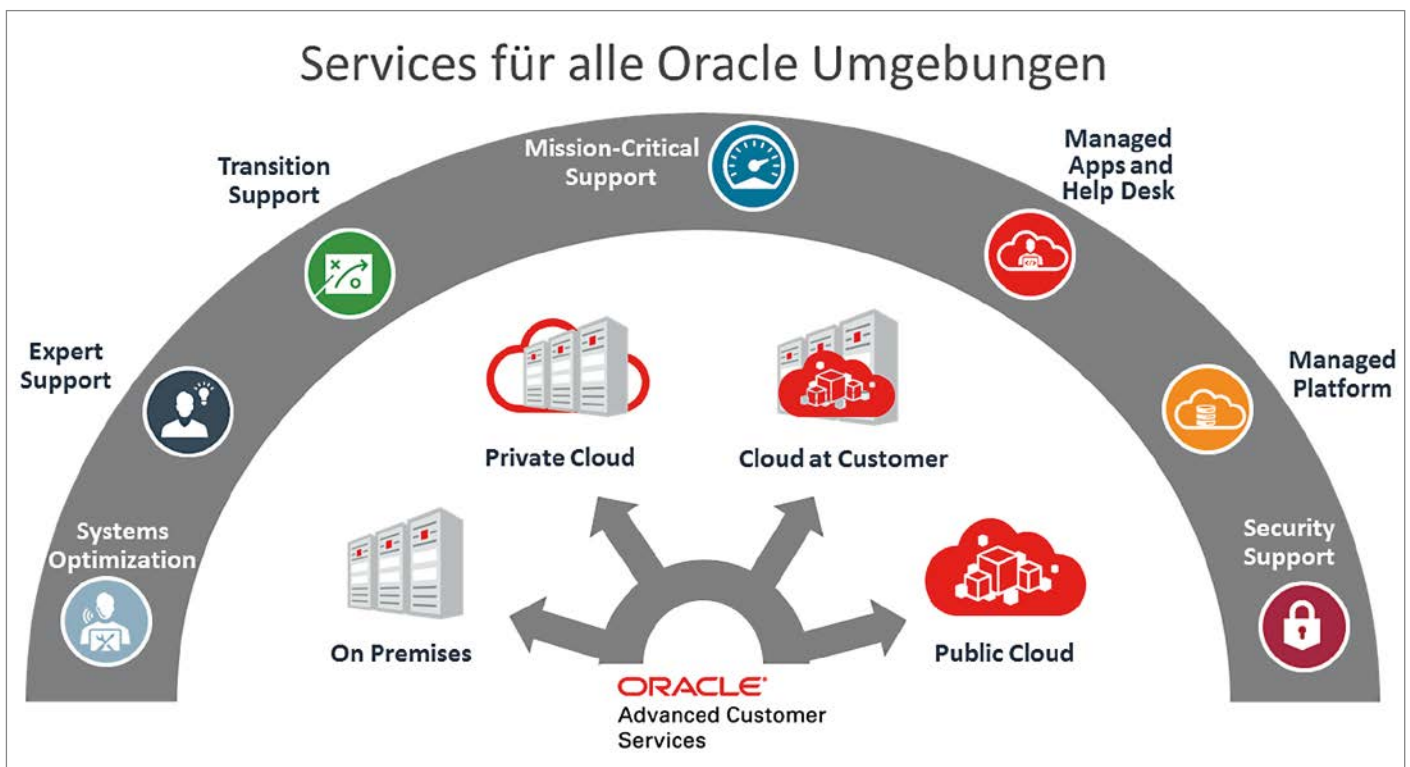 Services für alle Oracle Umgebungen
Mission-Critical
Support
Managed
Apps and
Help Desk
Transition
Support
Expert
Support
Managed
Platform
Private Cloud
Cloud at Customer
Systems
Optimization
Security
Support
On Premises
Public Cloud
ORACLE®
Advanced Customer
Services